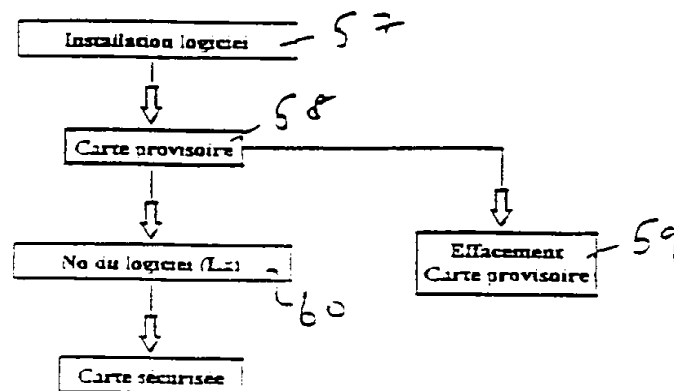 Installation logiciel
57
58
Carte provisoire
59
Effacement
Carte provisoire
No du logiciel (Lx)
60
Carte sécurisée